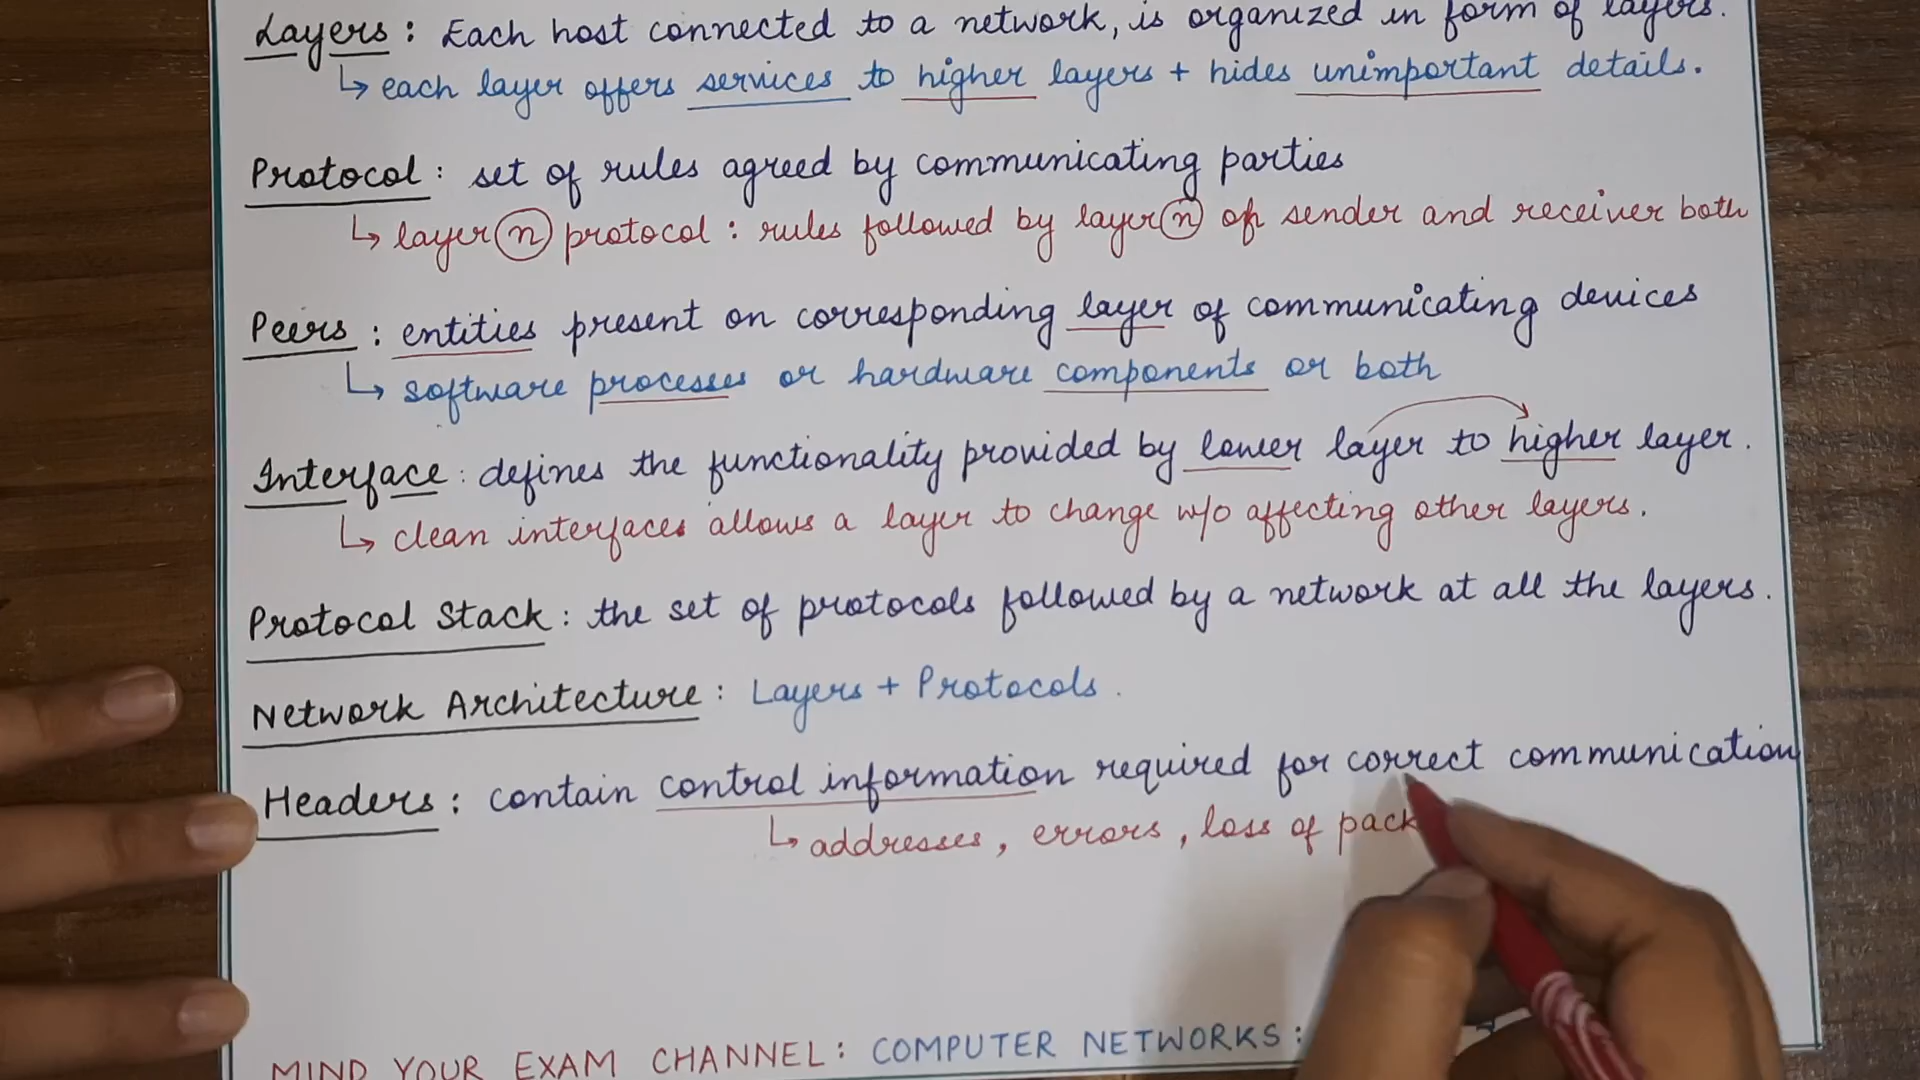 Layers : Each host connected to a network, is organized in form of layers.
↳ each layer offers services to higher layers + hides unimportant details.
Protocol : set of rules agreed by communicating parties
↳ layer n protocol : rules followed by layer n of sender and receiver both
Peers : entities present on corresponding layer of communicating devices
↳ software processes or hardware components or both
Interface : defines the functionality provided by lower layer to higher layer.
↳ clean interfaces allows a layer to change w/o affecting other layers.
Protocol Stack : the set of protocols followed by a network at all the layers.
Network Architecture : Layers + Protocols.
Headers : contain control information required for correct communication
↳ addresses, errors, loss of pack
MIND YOUR EXAM CHANNEL : COMPUTER NETWORKS :